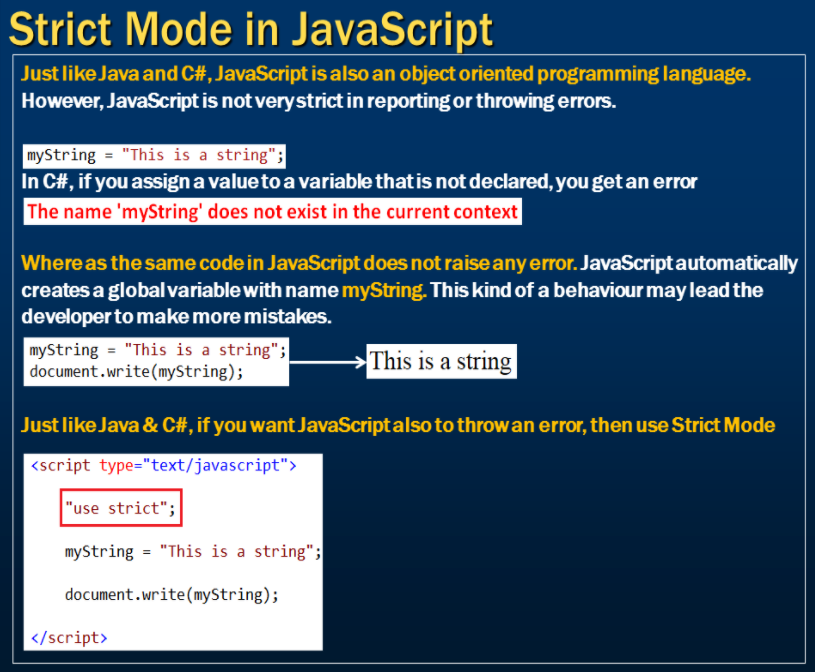 Strict Mode in JavaScript
Just like Java and C#, JavaScript is also an object oriented programming language.
However, JavaScript is not very strict in reporting or throwing errors.
myString = "This is a string";
In C#, if you assign a value to a variable that is not declared, you get an error
The name 'myString' does not exist in the current context
Where as the same code in JavaScript does not raise any error. JavaScript automatically
creates a global variable with name myString. This kind of a behaviour may lead the
developer to make more mistakes.
myString = "This is a string";
document.write(myString);
This is a string
Just like Java & C#, if you want JavaScript also to throw an error, then use Strict Mode
<script type="text/javascript">
"use strict";
myString = "This is a string";
document.write(myString);
</script>